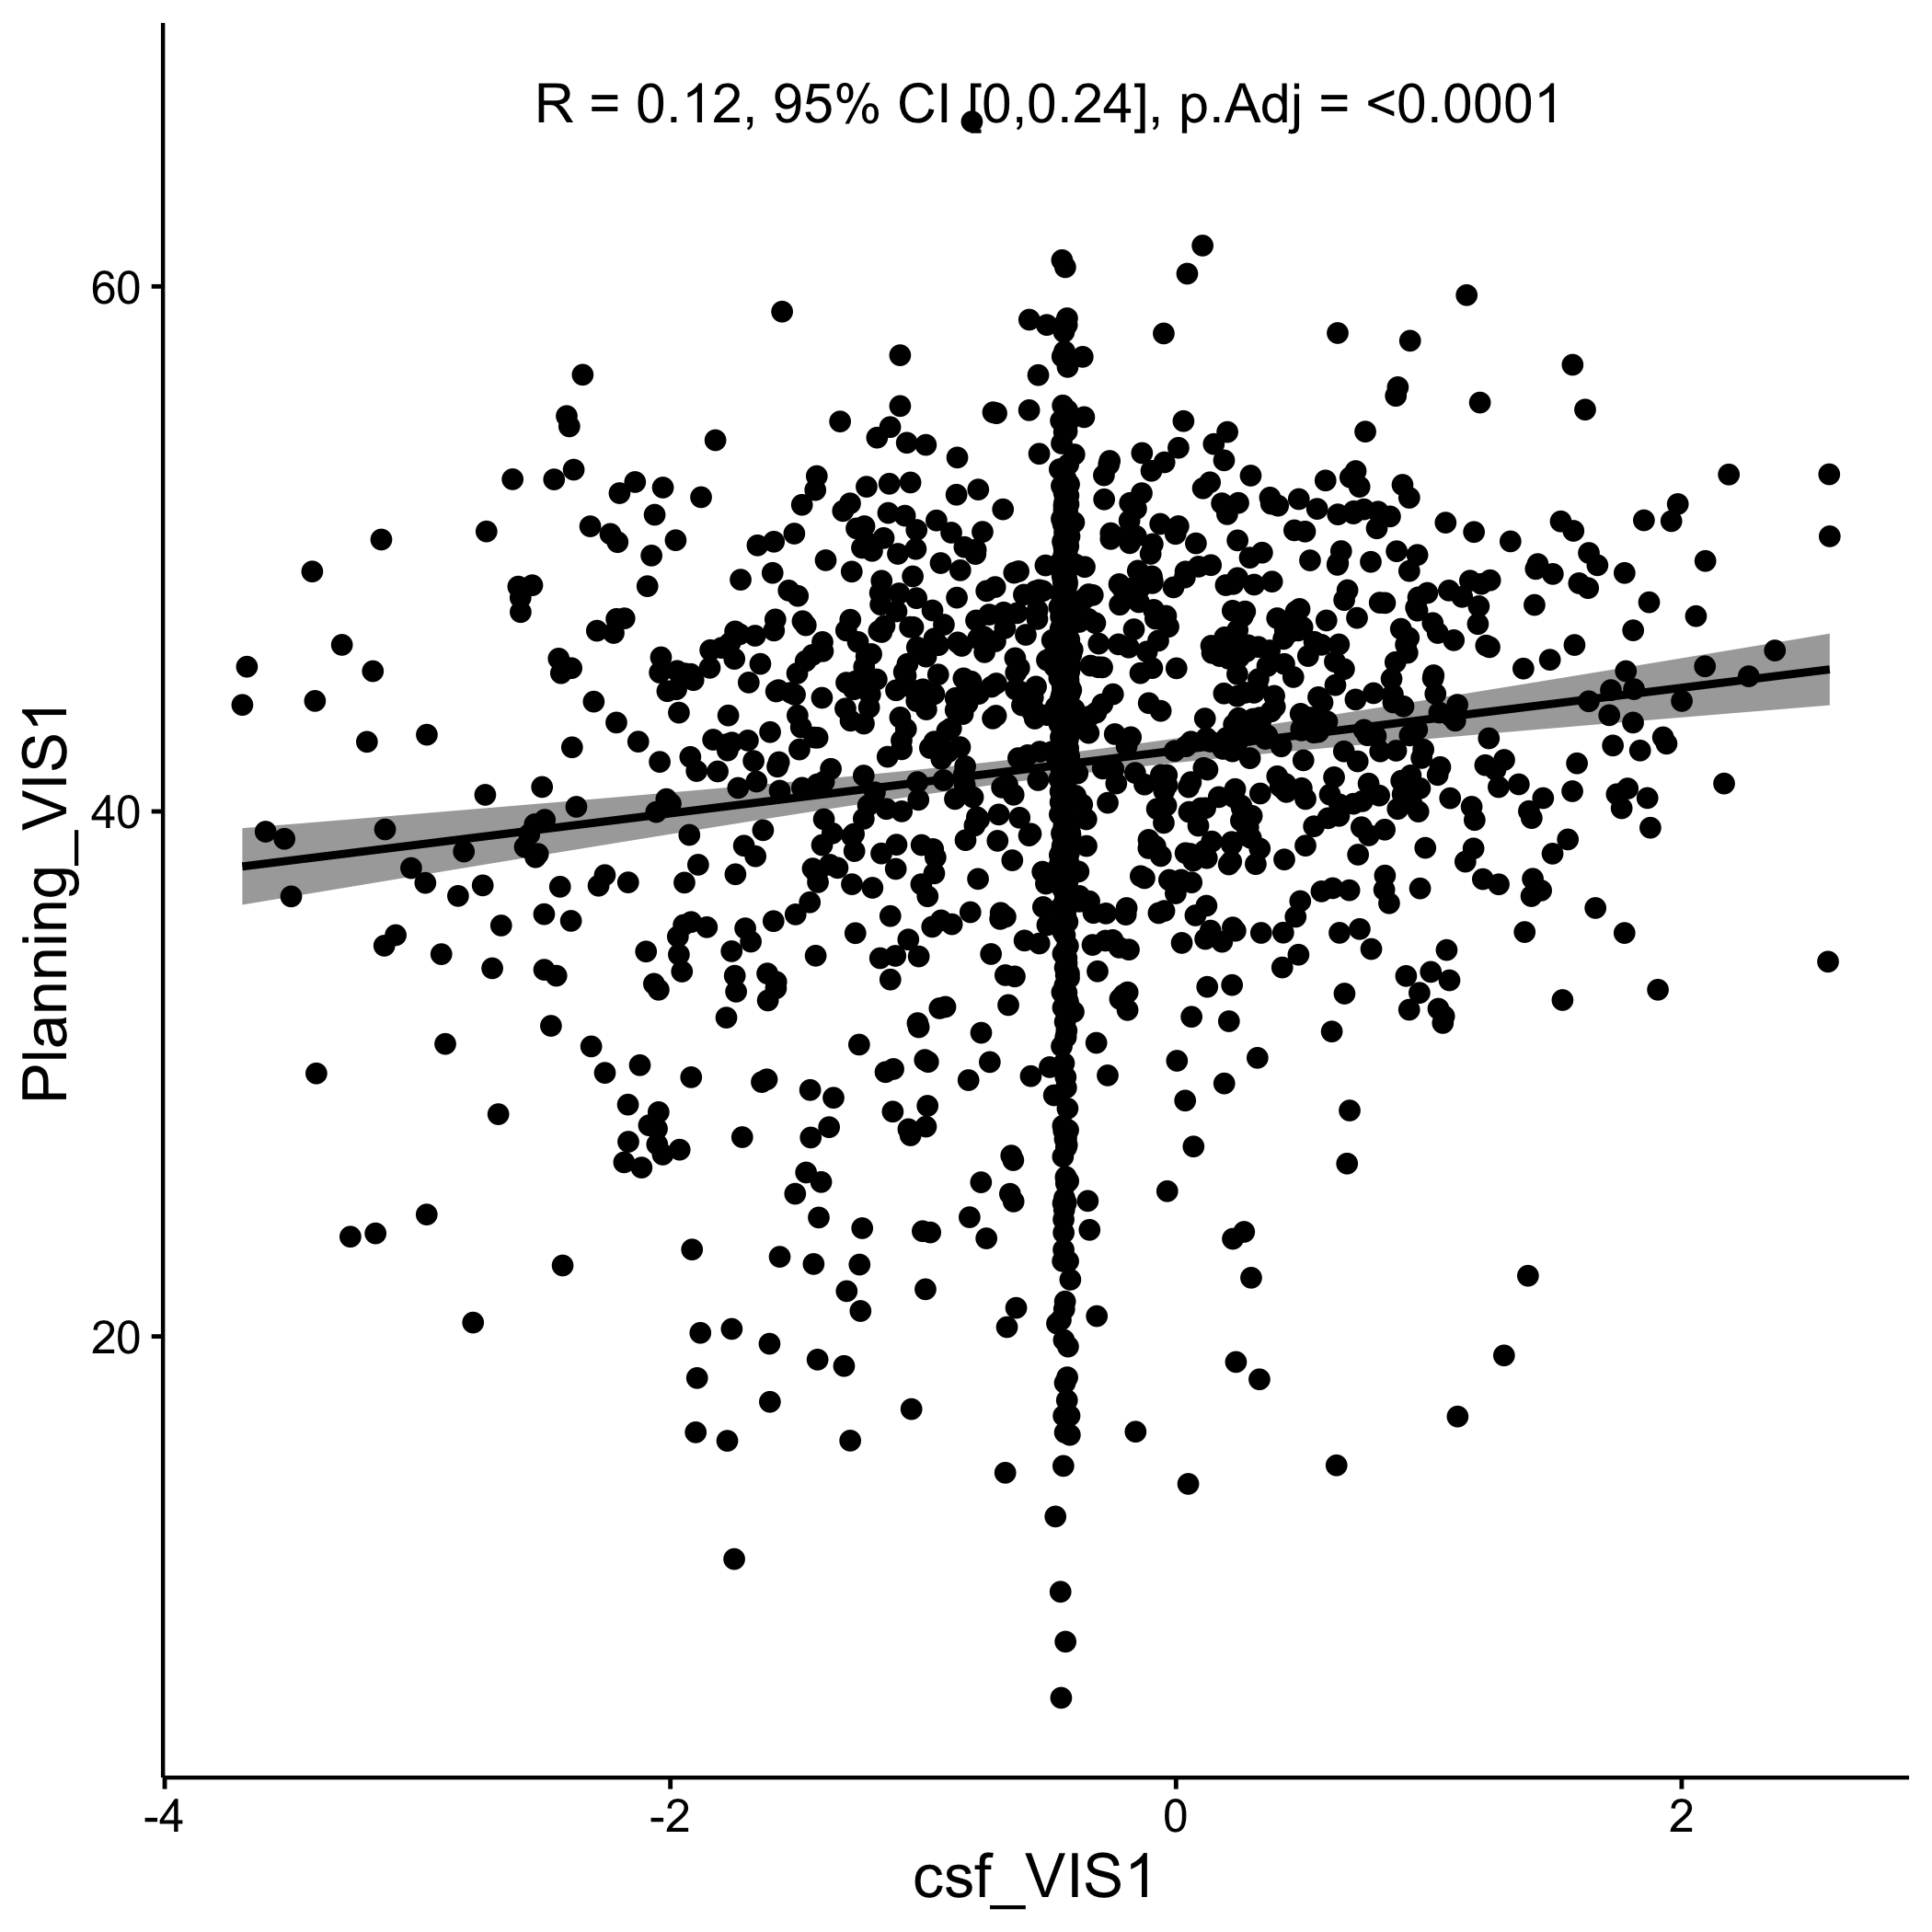 R = 0.12, 95% CI [0,0.24], p.Adj = <0.0001
60
40
20
Planning_VIS1
-4 -2 0 2
csf_VIS1